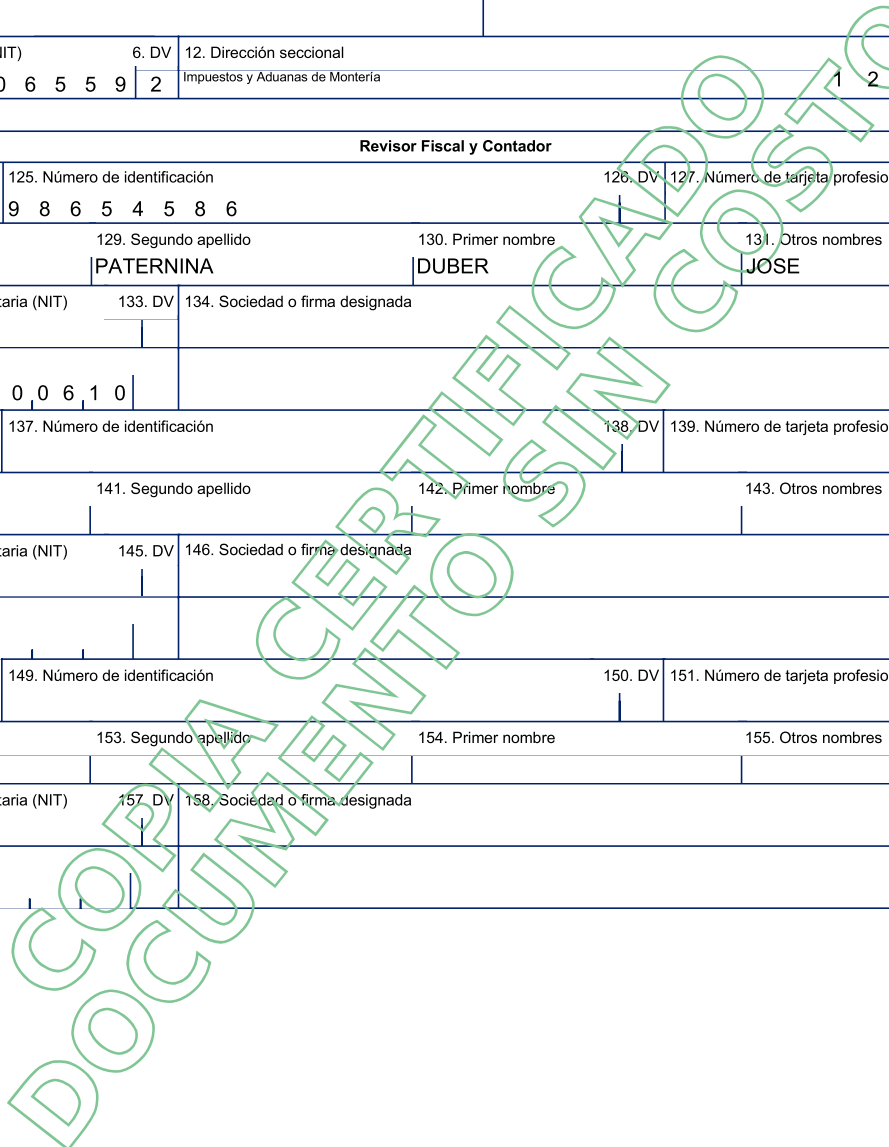 IT) 6. DV 12. Dirección seccional
6 5 5 9 2 Impuestos y Aduanas de Montería 1 2
Revisor Fiscal y Contador
125. Número de identificación 126. DV 127. Número de tarjeta profesio
9 8 6 5 4 5 8 6
129. Segundo apellido 130. Primer nombre 131. Otros nombres
PATERNINA DUBER JOSE
taria (NIT) 133. DV 134. Sociedad o firma designada
0 0 6 1 0
137. Número de identificación 138. DV 139. Número de tarjeta profesio
141. Segundo apellido 142. Primer nombre 143. Otros nombres
taria (NIT) 145. DV 146. Sociedad o firma designada
149. Número de identificación 150. DV 151. Número de tarjeta profesio
153. Segundo apellido 154. Primer nombre 155. Otros nombres
taria (NIT) 157. DV 158. Sociedad o firma designada
COPIA CERTIFICADO
DOCUMENTO SIN COSTO